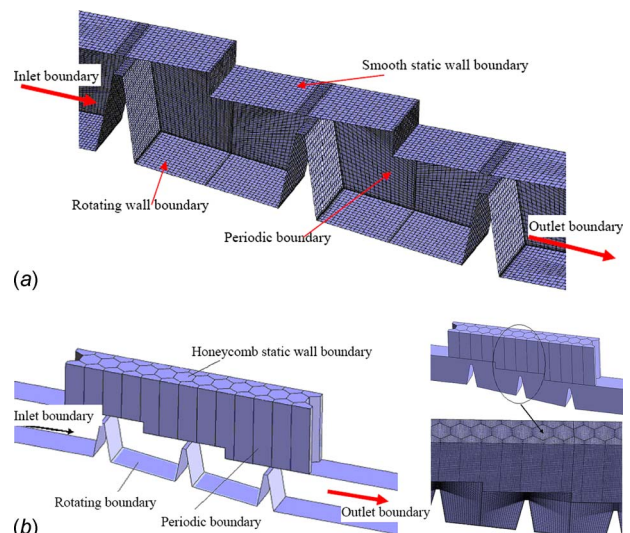 Inlet boundary
Smooth static wall boundary
Rotating wall boundary
Periodic boundary
Outlet boundary
(a)
Honeycomb static wall boundary
Inlet boundary
Rotating boundary
Periodic boundary
Outlet boundary
(b)